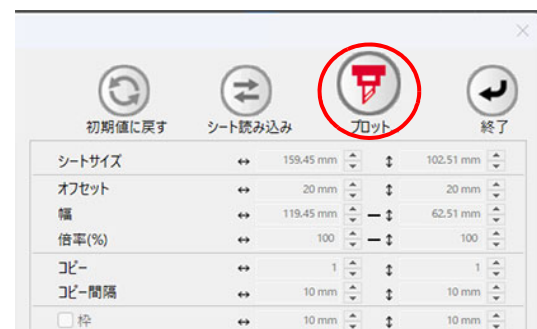 初期値に戻す シート読み込み プロット 終了
シートサイズ ↔ 159.45 mm ↕ 102.51 mm
オフセット ↔ 20 mm ↕ 20 mm
幅 ↔ 119.45 mm ↕ 62.51 mm
倍率(%) ↔ 100 ↕ 100
コピー ↔ 1 ↕ 1
コピー間隔 ↔ 10 mm ↕ 10 mm
枠 ↔ 10 mm ↕ 10 mm